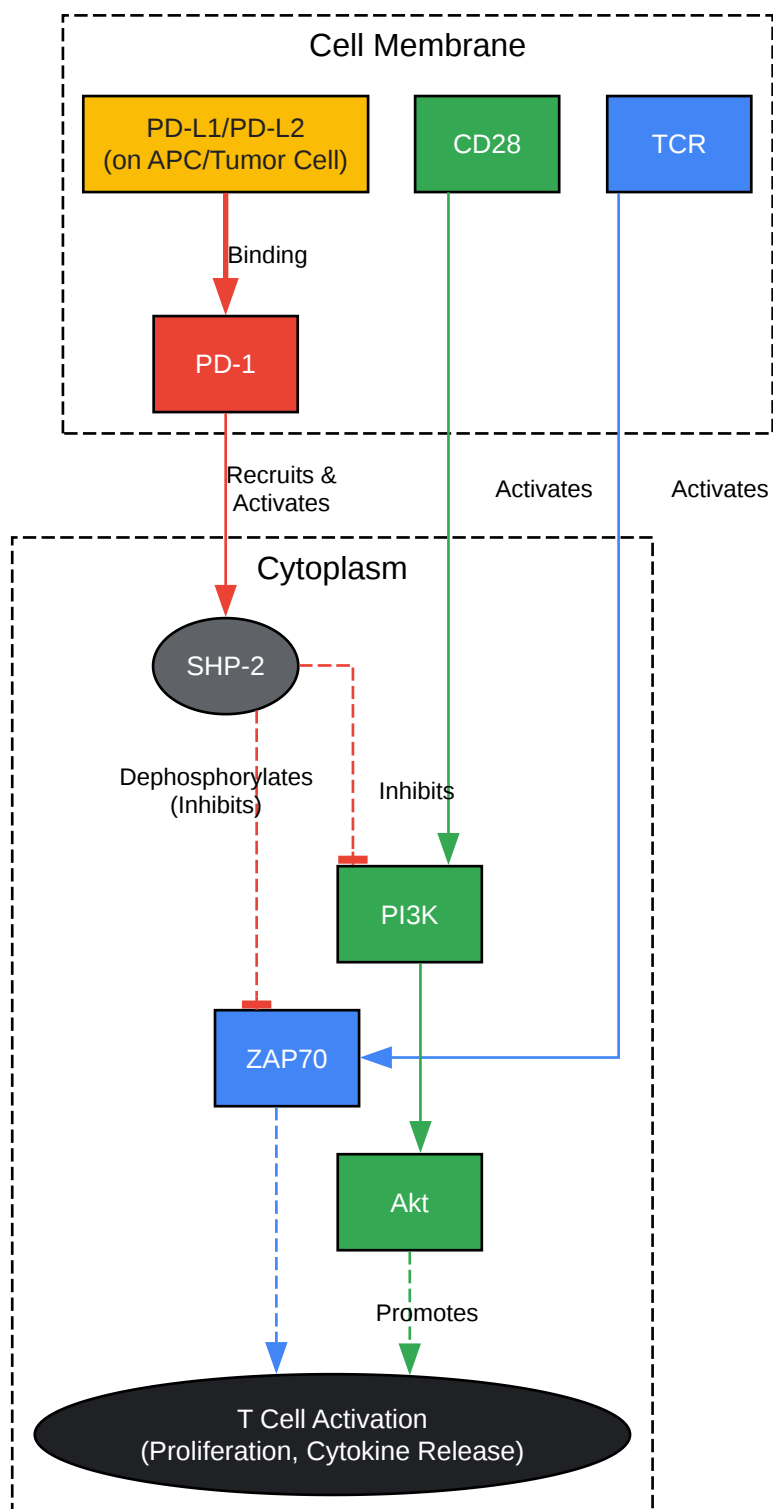 Cell Membrane
PD-L1/PD-L2
(on APC/Tumor Cell)
CD28
TCR
Binding
PD-1
Recruits &
Activates
Activates
Activates
Cytoplasm
SHP-2
Dephosphorylates
(Inhibits)
Inhibits
PI3K
ZAP70
Akt
Promotes
T Cell Activation
(Proliferation, Cytokine Release)